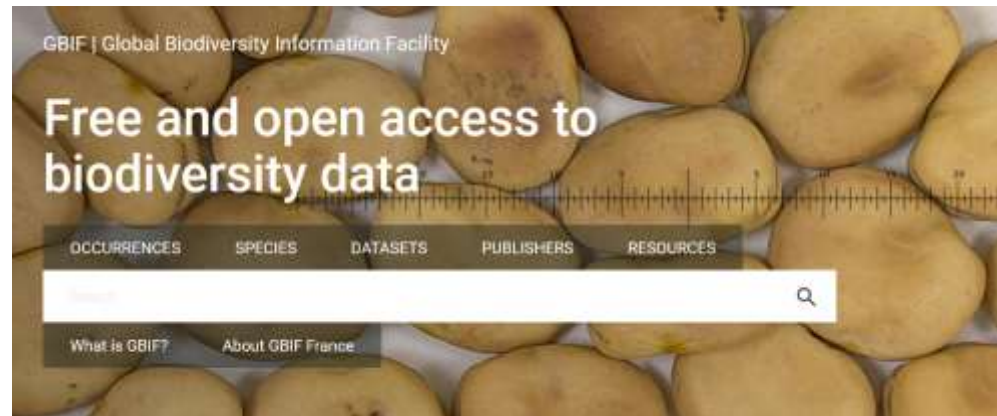 GBIF | Global Biodiversity Information Facility
Free and open access to
biodiversity data
OCCURRENCES SPECIES DATASETS PUBLISHERS RESOURCES
Search
What is GBIF? About GBIF France